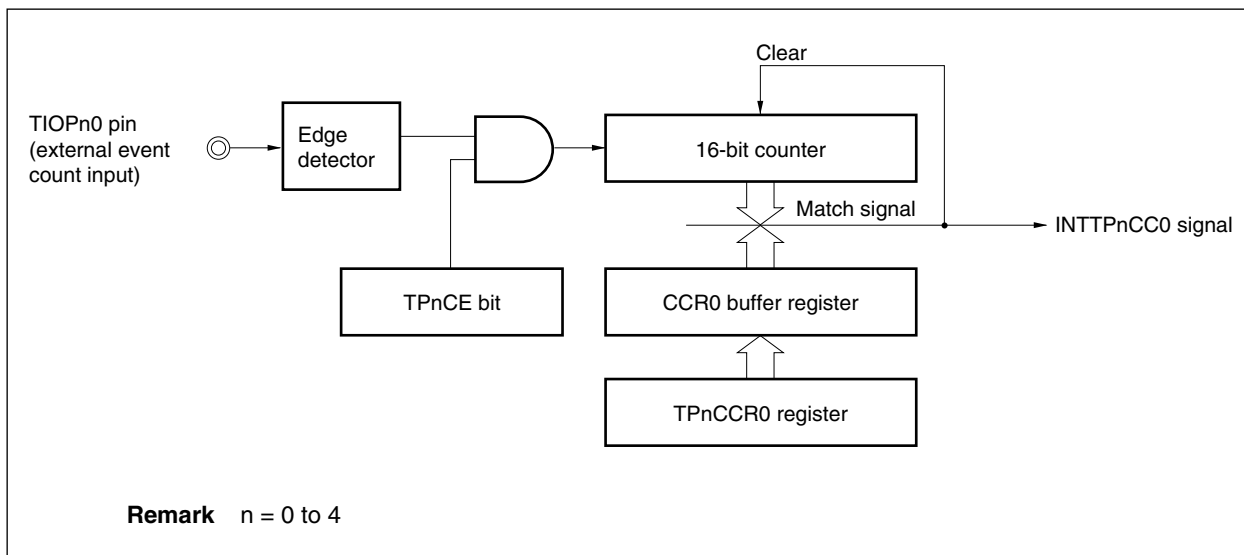 Clear
TIOPn0 pin
(external event
count input)
Edge
detector
16-bit counter
Match signal
INTTPnCC0 signal
TPnCE bit
CCR0 buffer register
TPnCCR0 register
Remark n = 0 to 4